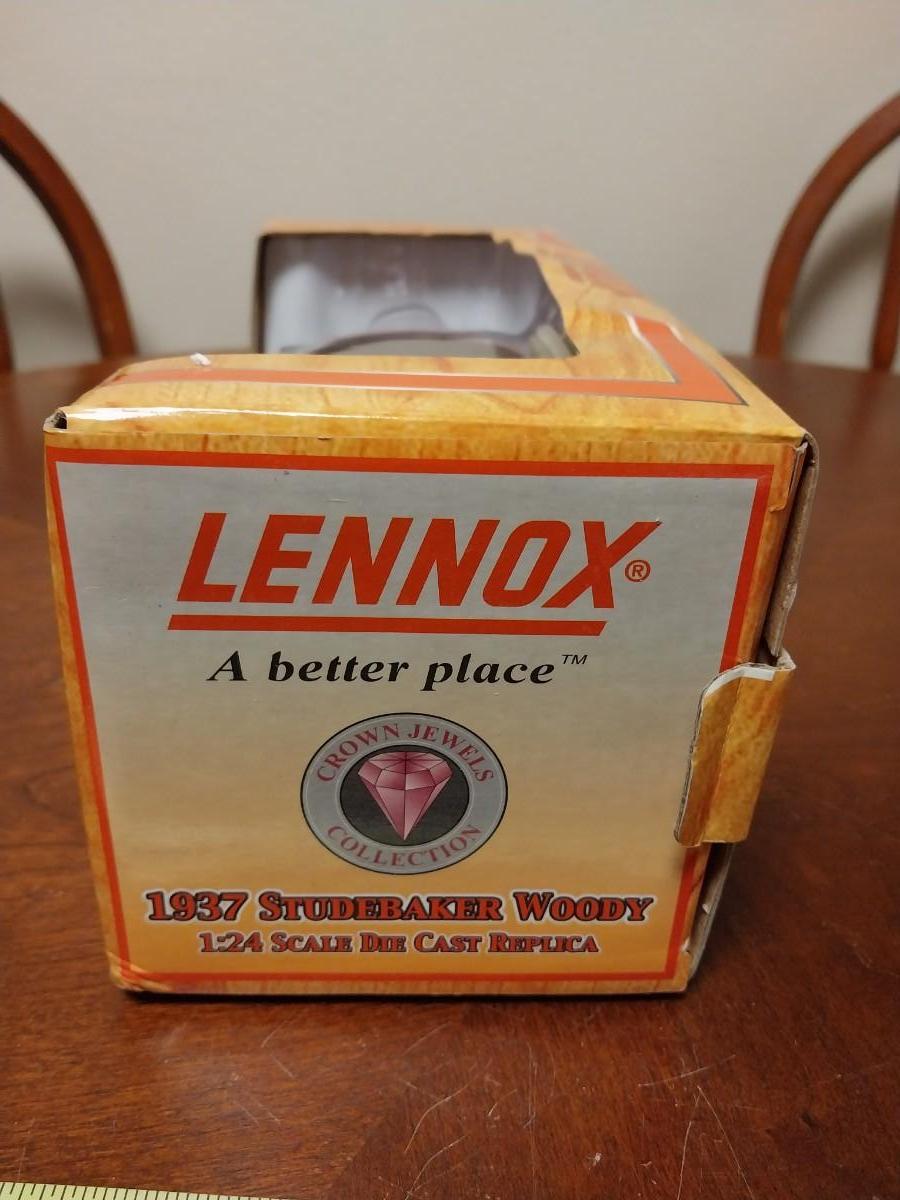 LENNOX®
A better place™
CROWN JEWELS
COLLECTION
1937 STUDEBAKER WOODY
1:24 SCALE DIE CAST REPLICA